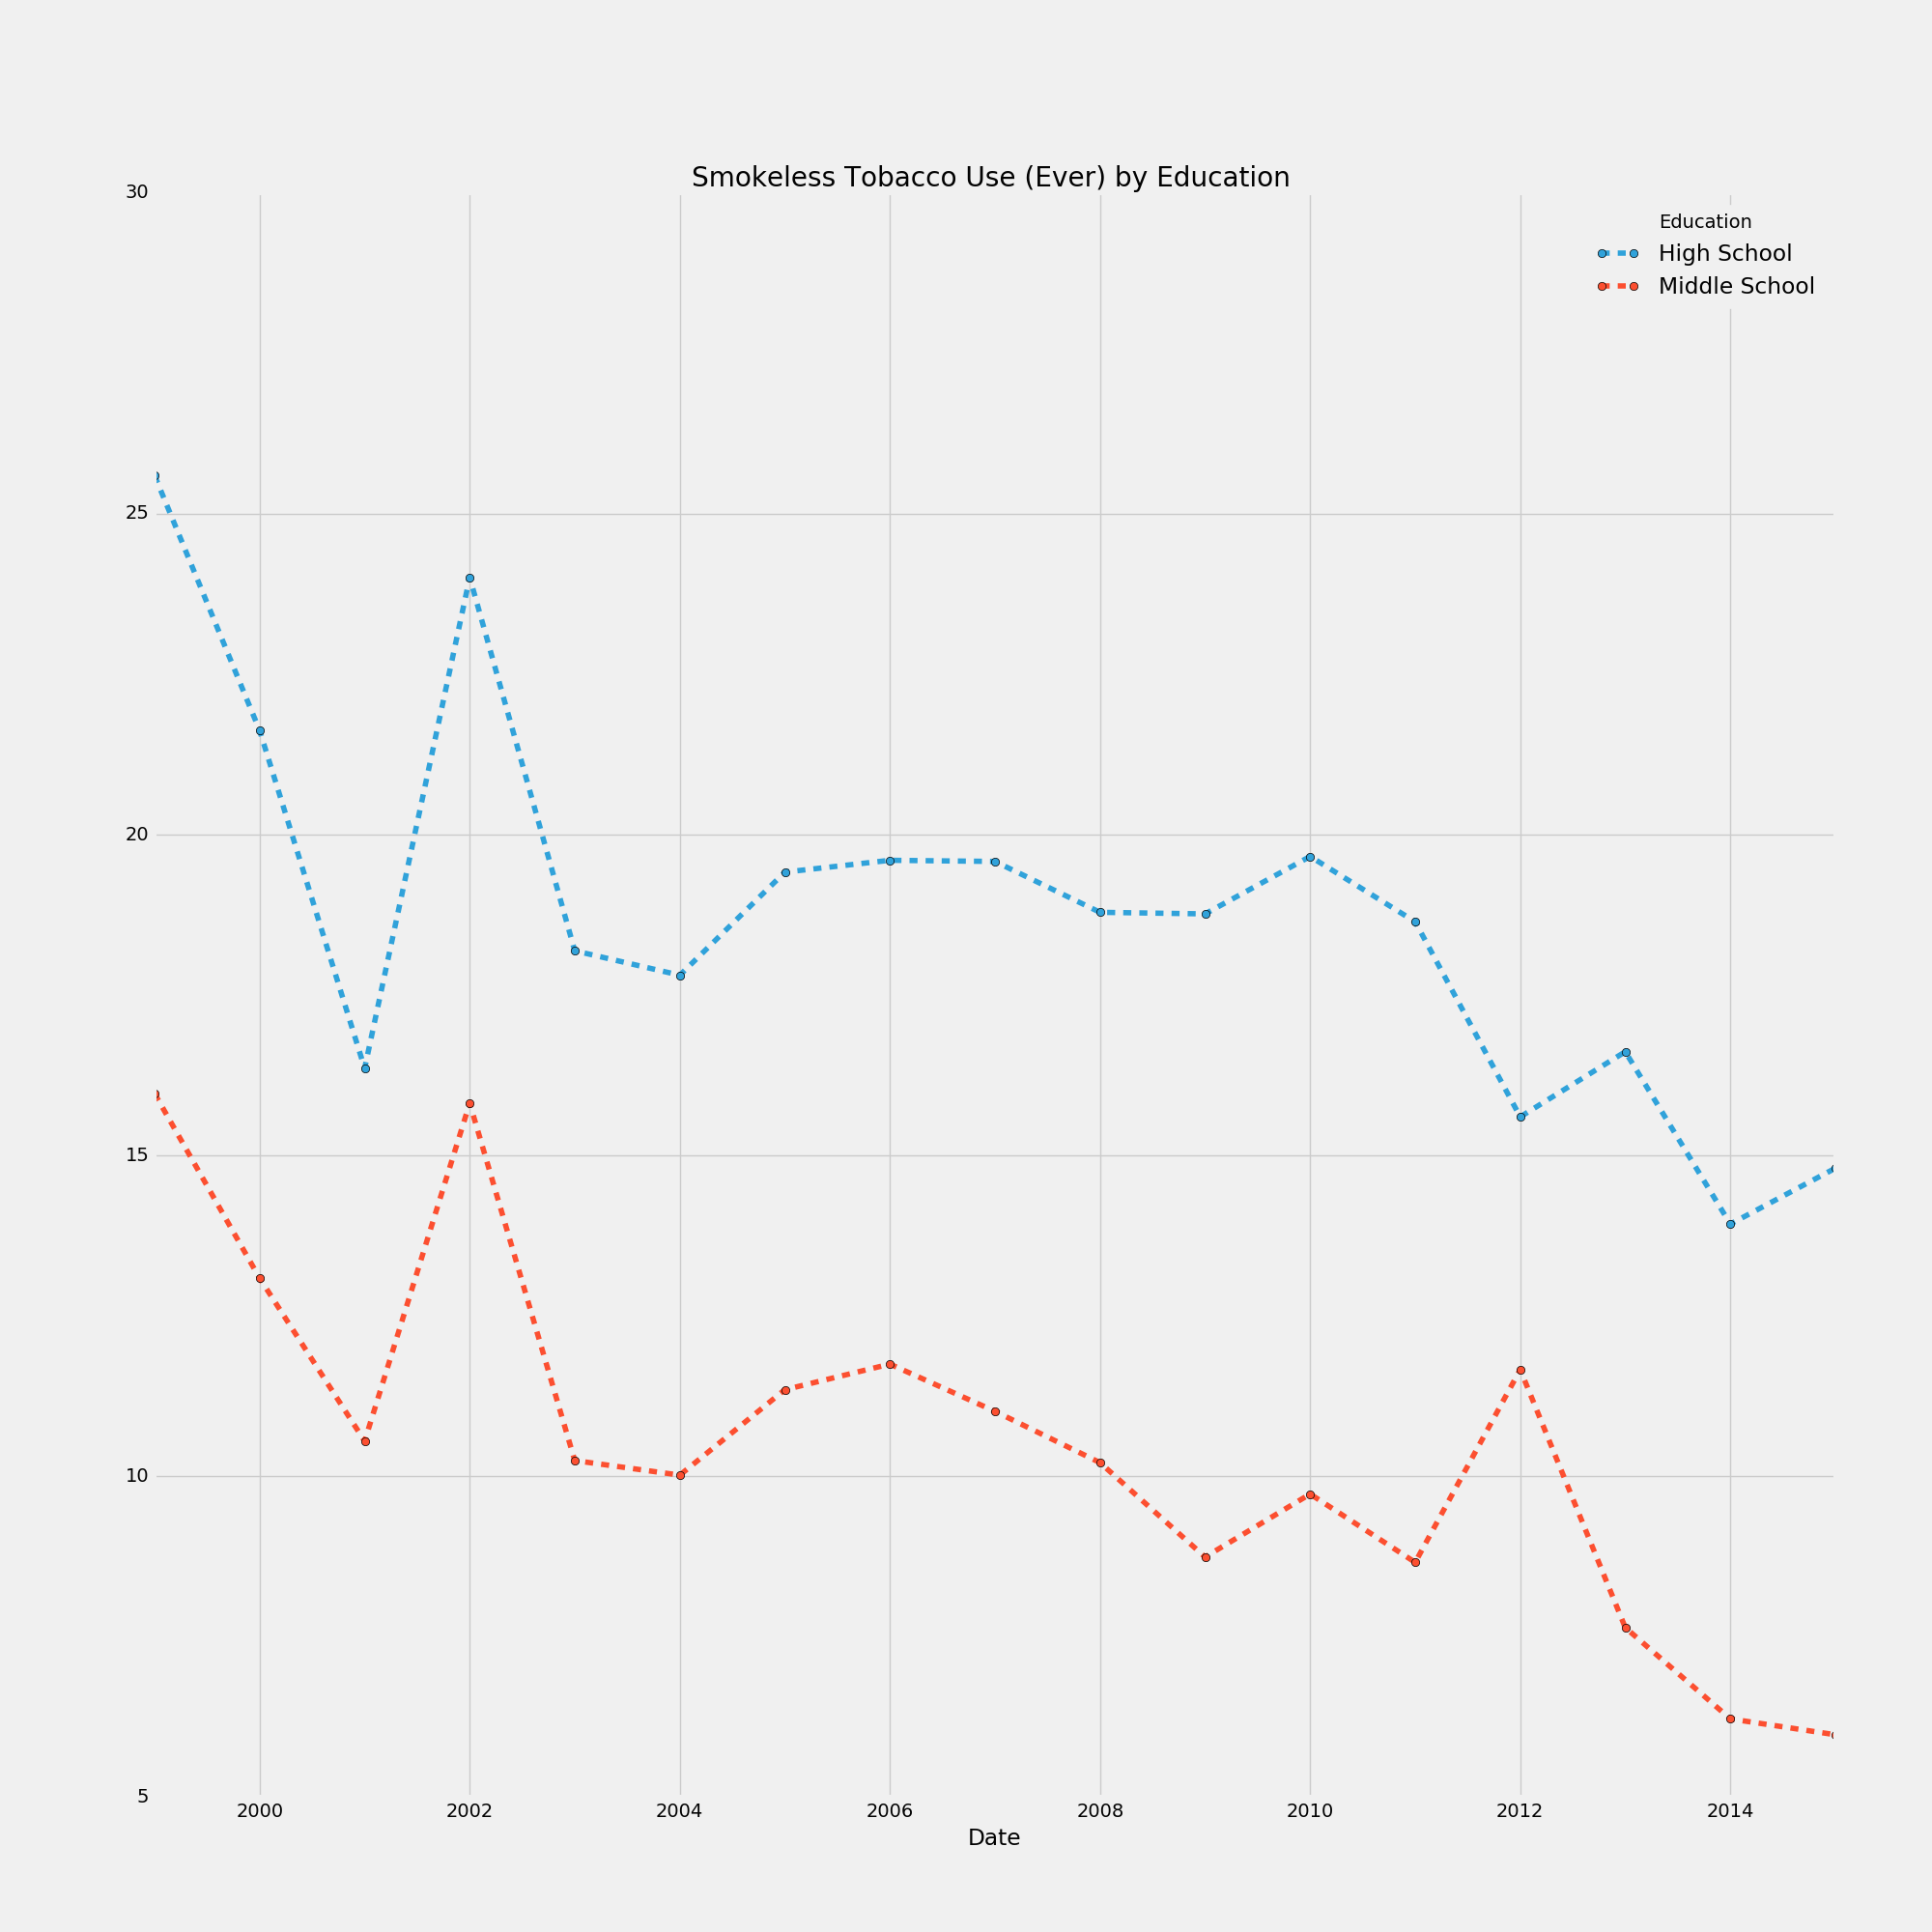 Smokeless Tobacco Use (Ever) by Education
30
Education
High School
Middle School
25
20
15
10
5
2000 2002 2004 2006 2008 2010 2012 2014
Date